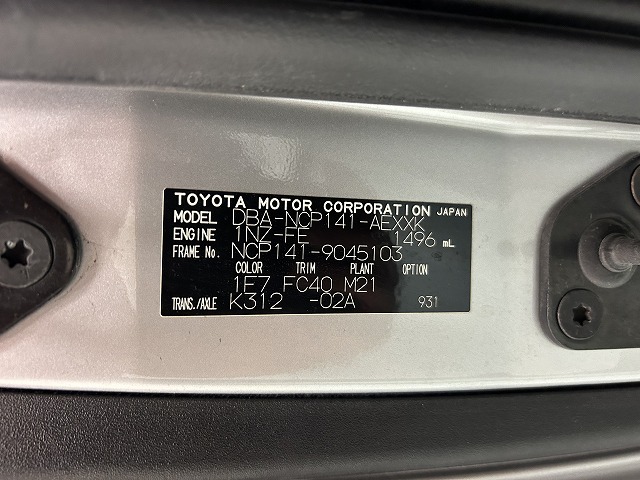 TOYOTA MOTOR CORPORATION JAPAN
MODEL DBA-NCP141-AEXXK
ENGINE 1NZ-FE 1496 mL
FRAME No. NCP141-9045103
COLOR TRIM PLANT OPTION
1F7 FC40 M21
TRANS./AXLE K312 -02A 931